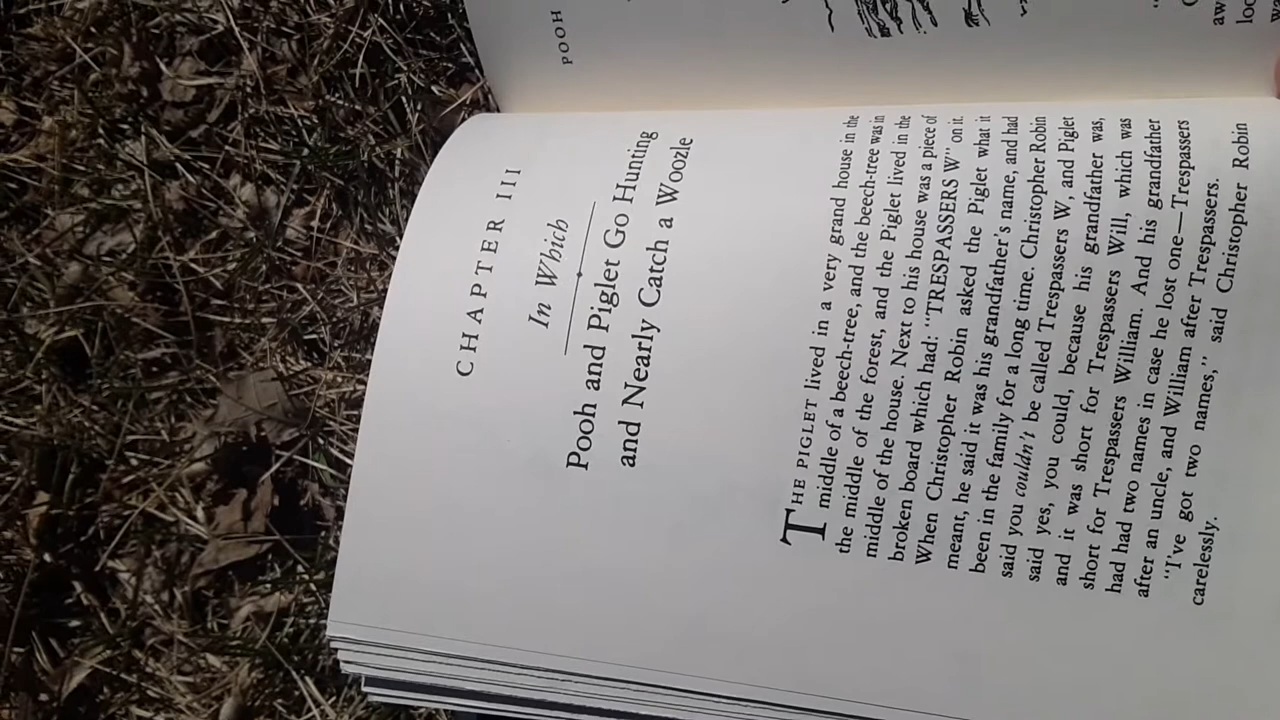 POOH
aw
loo
wa
CHAPTER III
In Which
Pooh and Piglet Go Hunting
and Nearly Catch a Woozle
THE PIGLET lived in a very grand house in the
middle of a beech-tree, and the beech-tree was in
the middle of the forest, and the Piglet lived in the
middle of the house. Next to his house was a piece of
broken board which had: "TRESPASSERS W" on it.
When Christopher Robin asked the Piglet what it
meant, he said it was his grandfather's name, and had
been in the family for a long time. Christopher Robin
said you couldn't be called Trespassers W, and Piglet
said yes, you could, because his grandfather was,
and it was short for Trespassers Will, which was
short for Trespassers William. And his grandfather
had had two names in case he lost one—Trespassers
after an uncle, and William after Trespassers.
"I've got two names," said Christopher Robin
carelessly.